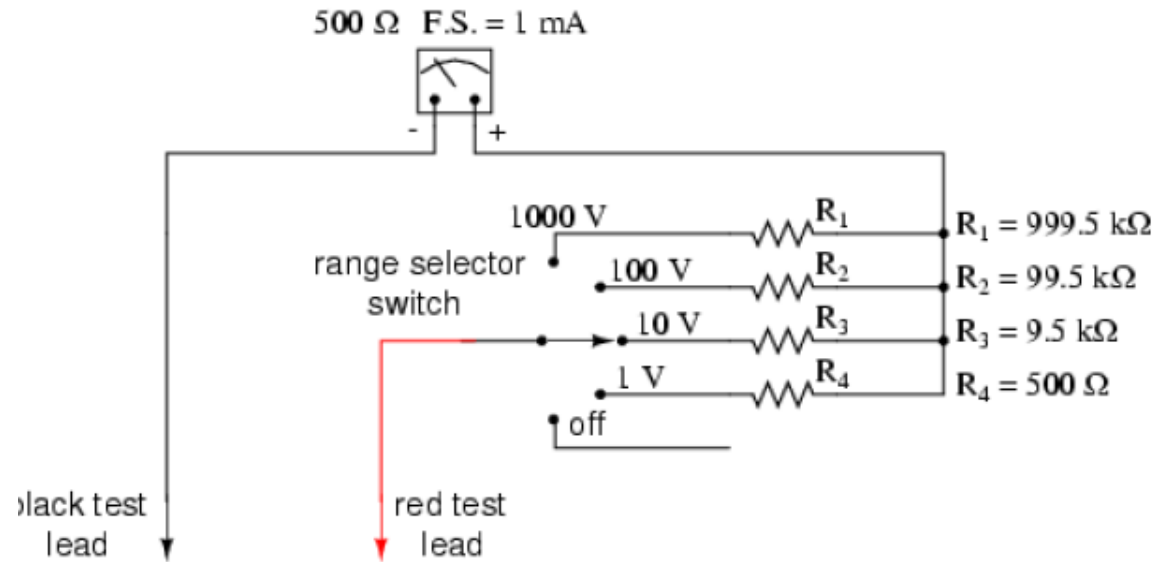 500 Ω F.S. = 1 mA
- +
1000 V R₁ R₁ = 999.5 kΩ
range selector
switch
100 V R₂ R₂ = 99.5 kΩ
10 V R₃ R₃ = 9.5 kΩ
1 V R₄ R₄ = 500 Ω
off
test
lead
red test
lead